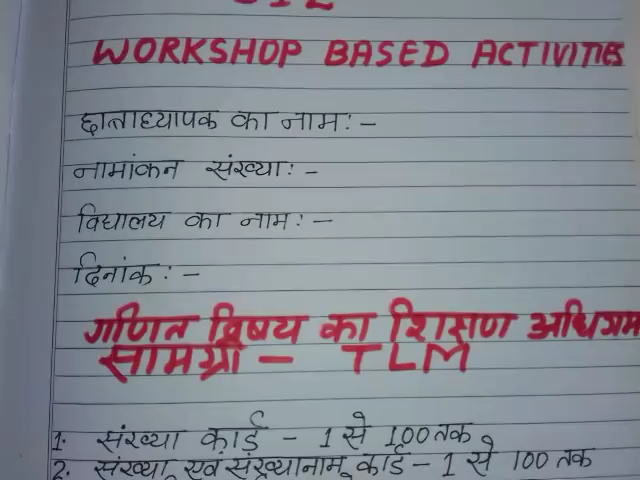 WORKSHOP BASED ACTIVITIES
छात्राध्यापक का नाम:-
नामांकन संख्या:-
विद्यालय का नाम:-
दिनांक:-
गणित विषय का शिक्षण अधिगम
सामग्री - TLM
1. संख्या कार्ड - 1 से 100 तक
2. संख्या एवं संख्यानाम कार्ड - 1 से 100 तक